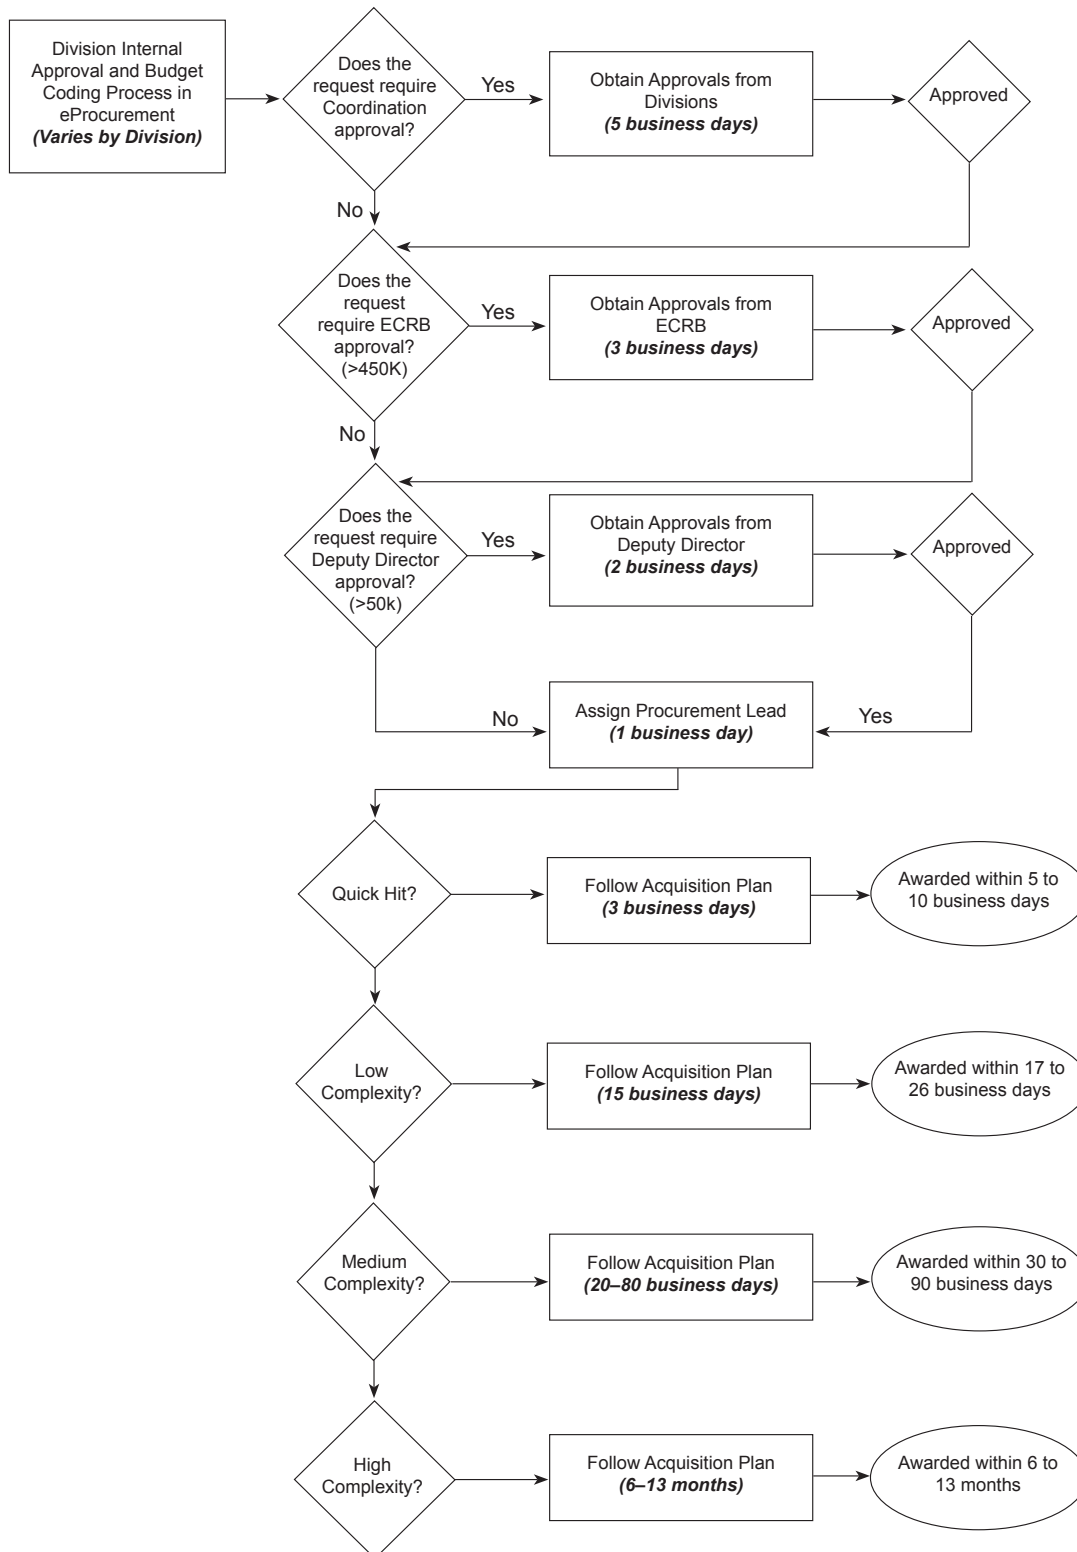 Division Internal
Approval and Budget
Coding Process in
eProcurement
(Varies by Division)
Does the
request require
Coordination
approval?
Yes
Obtain Approvals from
Divisions
(5 business days)
Approved
No
Does the
request
require ECRB
approval?
(>450K)
Yes
Obtain Approvals from
ECRB
(3 business days)
Approved
No
Does the
request require
Deputy Director
approval?
(>50k)
Yes
Obtain Approvals from
Deputy Director
(2 business days)
Approved
No
Assign Procurement Lead
(1 business day)
Yes
Quick Hit?
Follow Acquisition Plan
(3 business days)
Awarded within 5 to
10 business days
Low
Complexity?
Follow Acquisition Plan
(15 business days)
Awarded within 17 to
26 business days
Medium
Complexity?
Follow Acquisition Plan
(20–80 business days)
Awarded within 30 to
90 business days
High
Complexity?
Follow Acquisition Plan
(6–13 months)
Awarded within 6 to
13 months